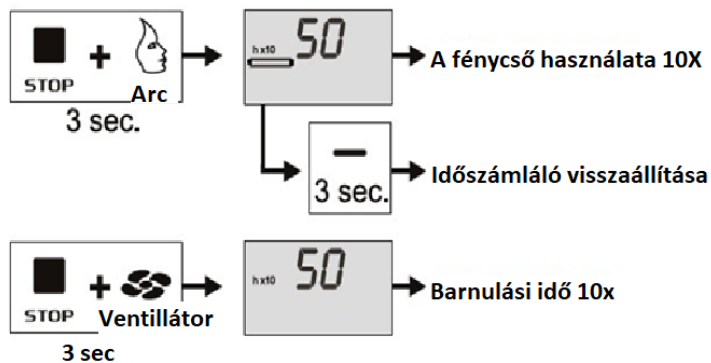 h x10 50
STOP + Arc
A fénycső használata 10X
3 sec.
3 sec.
Időszámláló visszaállítása
h x10 50
STOP + Ventillátor
Barnulási idő 10x
3 sec